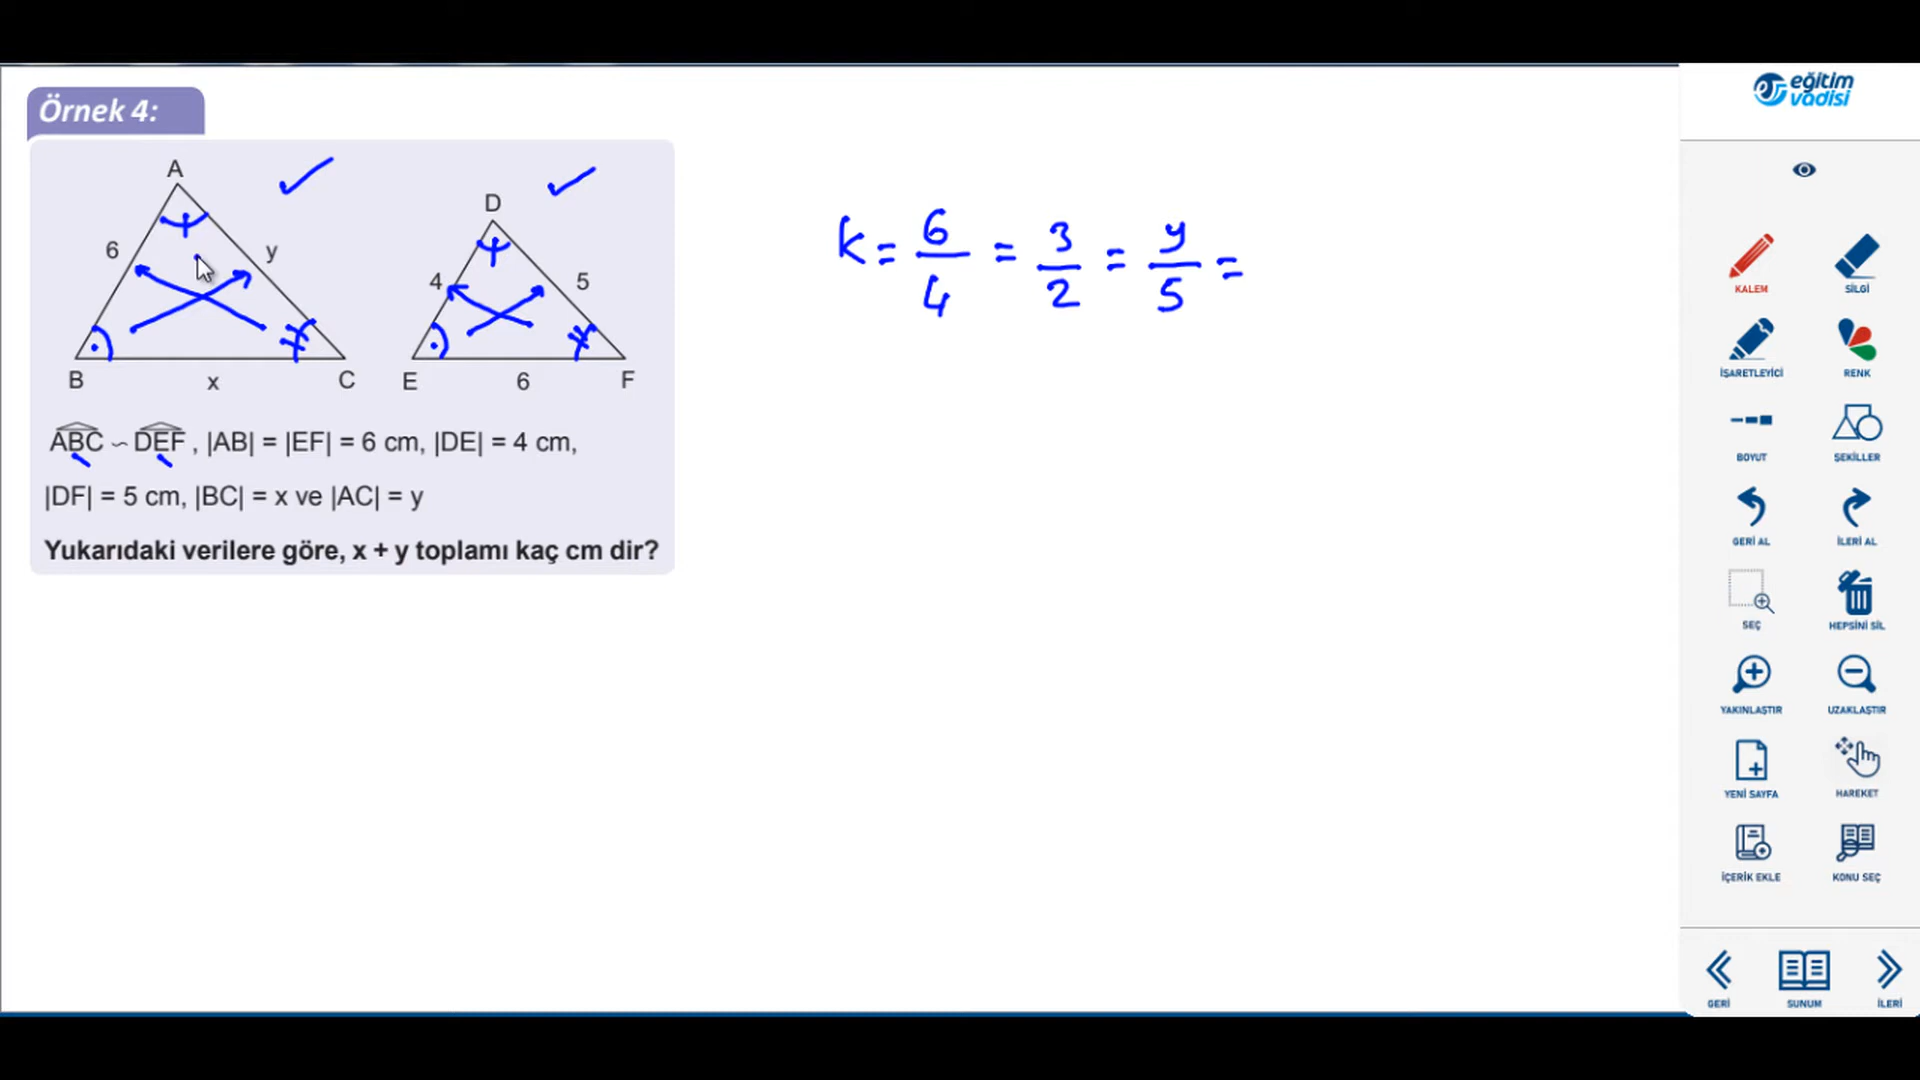 eğitim
vadisi
Örnek 4:
A
6
y
B
x
C
D
4
5
E
6
F
k = 6/4 = 3/2 = y/5 =
ABC ∽ DEF , |AB| = |EF| = 6 cm, |DE| = 4 cm,
|DF| = 5 cm, |BC| = x ve |AC| = y
Yukarıdaki verilere göre, x + y toplamı kaç cm dir?
KALEM
SİLGİ
İŞARETLEYİCİ
RENK
BOYUT
ŞEKİLLER
GERİ AL
İLERİ AL
SEÇ
HEPSİNİ SİL
YAKINLAŞTIR
UZAKLAŞTIR
YENİ SAYFA
HAREKET
İÇERİK EKLE
KONU SEÇ
GERİ
SUNUM
İLERİ